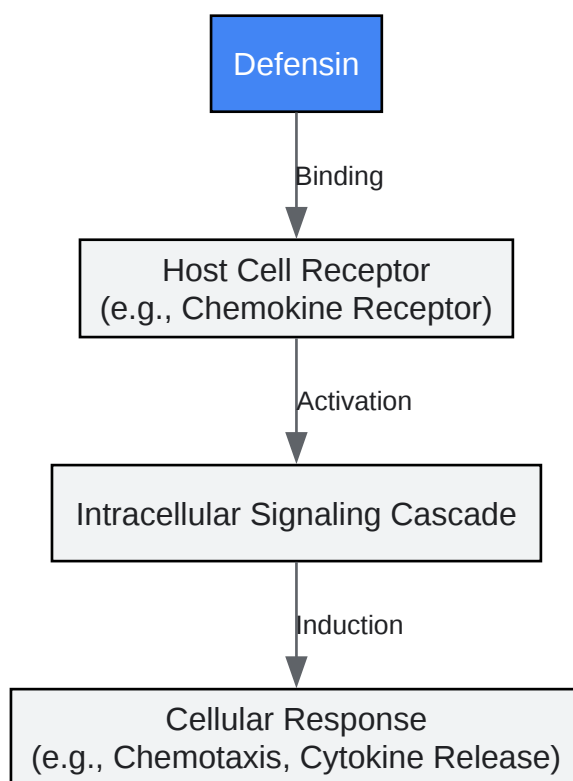 Defensin
Binding
Host Cell Receptor
(e.g., Chemokine Receptor)
Activation
Intracellular Signaling Cascade
Induction
Cellular Response
(e.g., Chemotaxis, Cytokine Release)